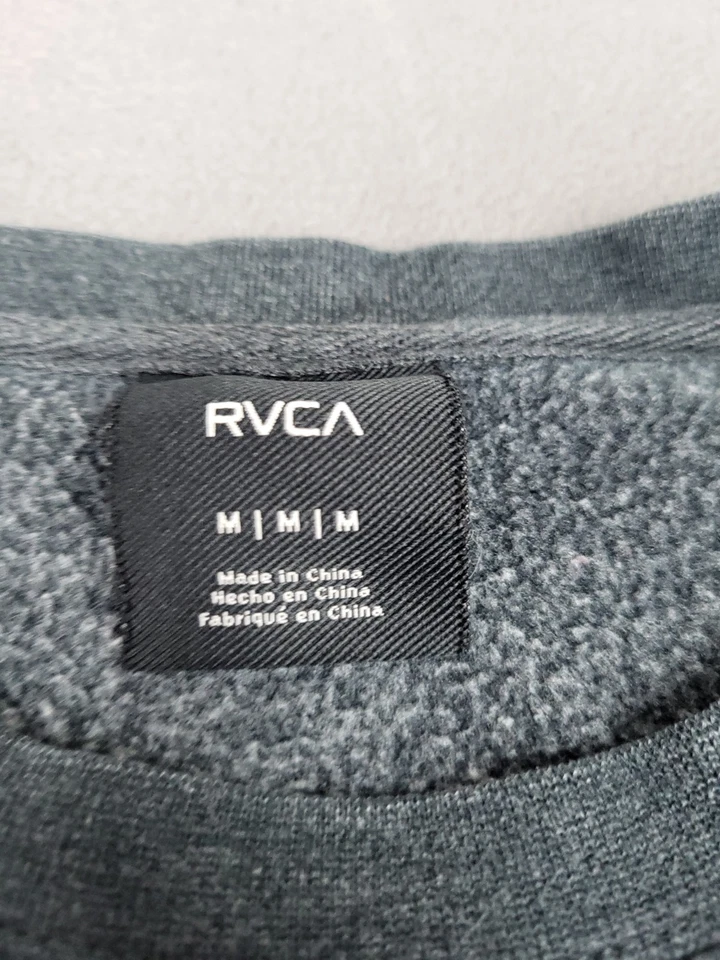 RVCA
M | M | M
Made in China
Hecho en China
Fabriqué en China